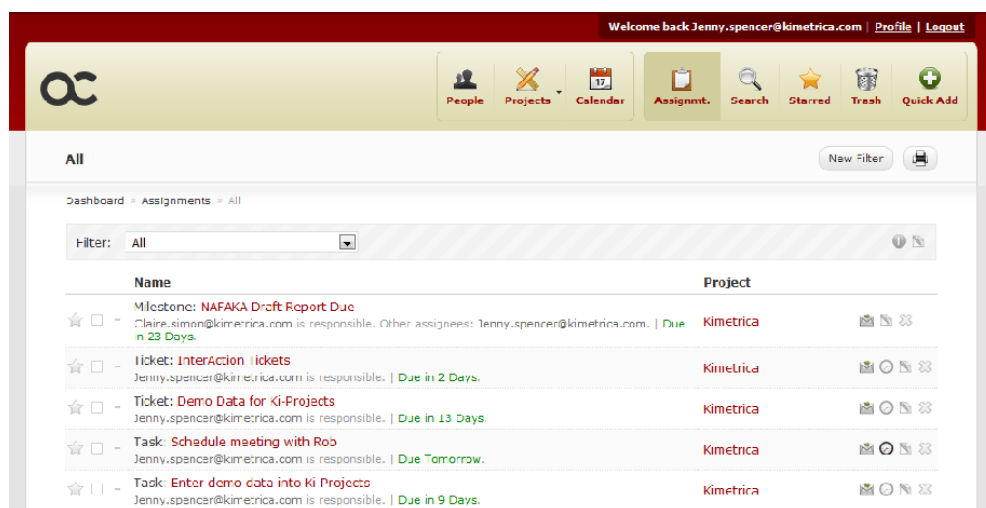 Welcome back Jenny.spencer@kimetrica.com | Profile | Logout
People Projects Calendar Assignmt. Search Starred Trash Quick Add
17
All
New Filter
Dashboard » Assignments » All
Filter: All
Name Project
Milestone: NAFAKA Draft Report Due
Claire.simon@kimetrica.com is responsible. Other assignees: Jenny.spencer@kimetrica.com. | Due
in 23 Days.
Kimetrica
Ticket: InterAction Tickets
Jenny.spencer@kimetrica.com is responsible. | Due in 2 Days.
Kimetrica
Ticket: Demo Data for Ki-Projects
Jenny.spencer@kimetrica.com is responsible. | Due in 13 Days.
Kimetrica
Task: Schedule meeting with Rob
Jenny.spencer@kimetrica.com is responsible. | Due Tomorrow.
Kimetrica
Task: Enter demo data into Ki Projects
Jenny.spencer@kimetrica.com is responsible. | Due in 9 Days.
Kimetrica